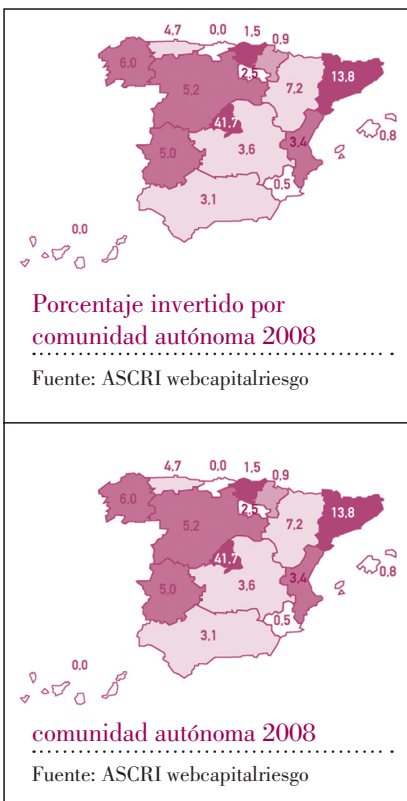 4,7 0,0 1,5 0,9
6,0 2,5 13,8
5,2 7,2
41,7
5,0 3,6 3,4 0,8
0,5
3,1
0,0
Porcentaje invertido por
comunidad autónoma 2008
Fuente: ASCRI webcapitalriesgo
4,7 0,0 1,5 0,9
6,0 2,5 13,8
5,2 7,2
41,7
5,0 3,6 3,4 0,8
0,5
3,1
0,0
comunidad autónoma 2008
Fuente: ASCRI webcapitalriesgo